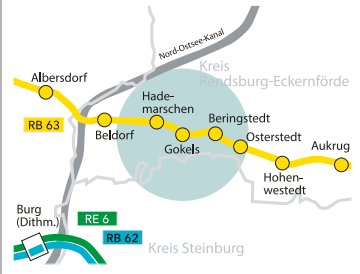 Nord-Ostsee-Kanal
Kreis
Rendsburg-Eckernförde
Albersdorf
Hade-
marschen
Beringstedt
RB 63
Beldorf
Gokels
Osterstedt
Aukrug
Hohen-
westedt
Burg
(Dithm.)
RE 6
RB 62
Kreis Steinburg